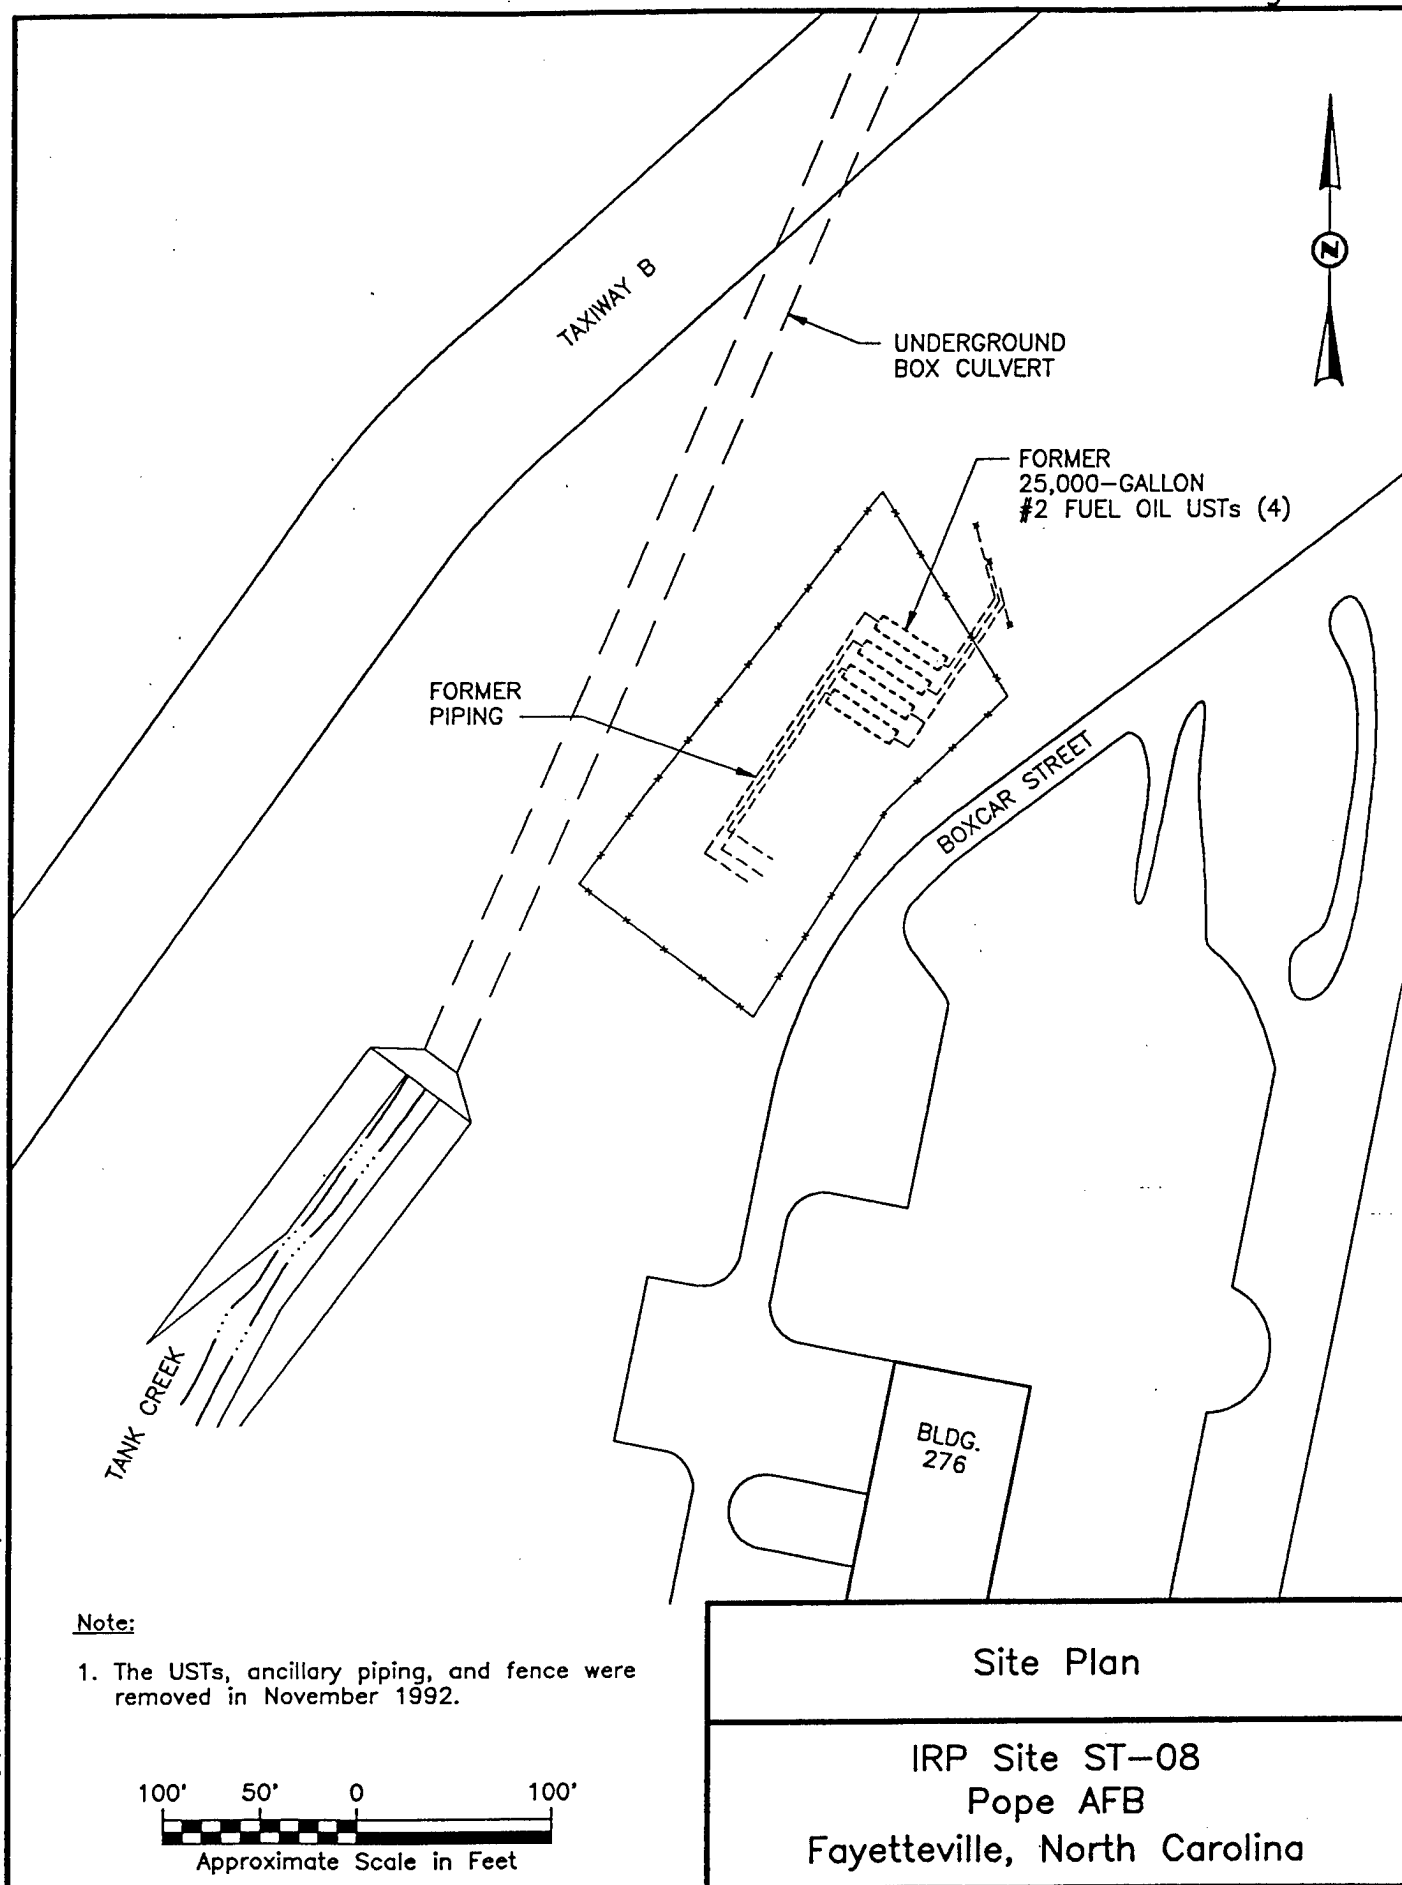 TAXIWAY B
UNDERGROUND
BOX CULVERT
FORMER
25,000-GALLON
#2 FUEL OIL USTs (4)
FORMER
PIPING
BOXCAR STREET
TANK CREEK
BLDG.
276
N
Note:
1. The USTs, ancillary piping, and fence were
removed in November 1992.
100' 50' 0 100'
Approximate Scale in Feet
Site Plan
IRP Site ST-08
Pope AFB
Fayetteville, North Carolina